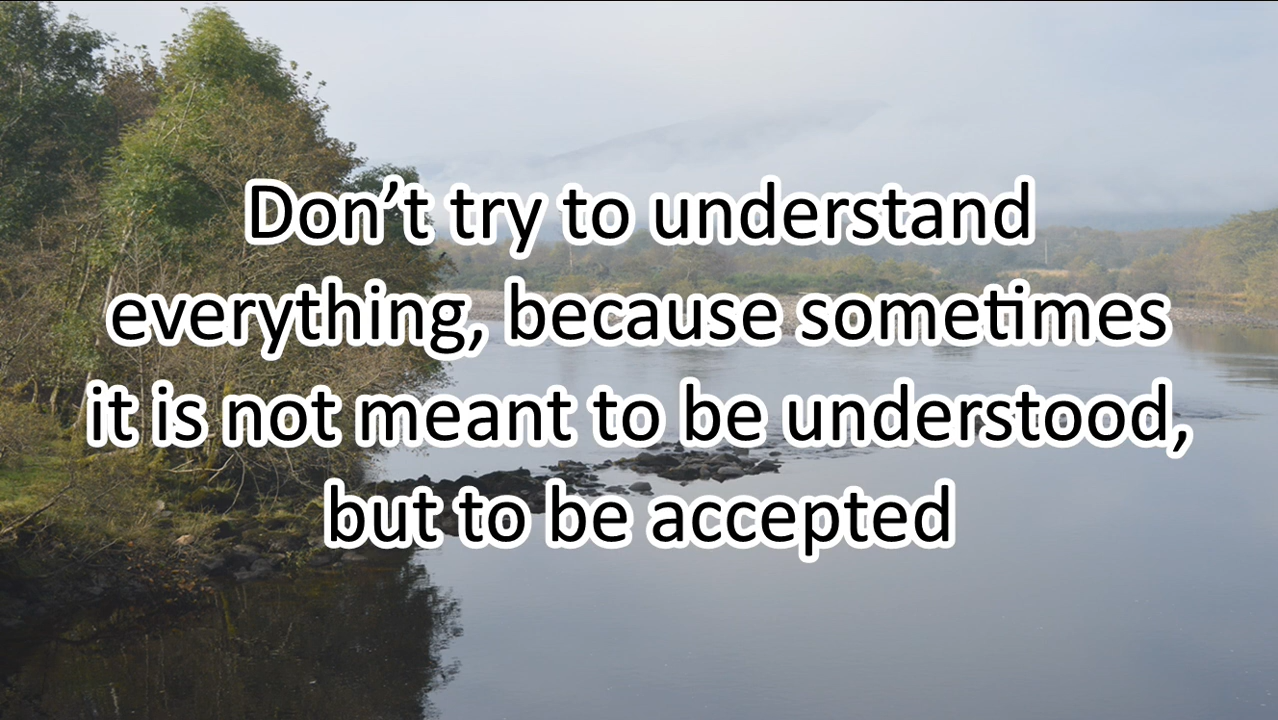 Don’t try to understand
everything, because sometimes
it is not meant to be understood,
but to be accepted